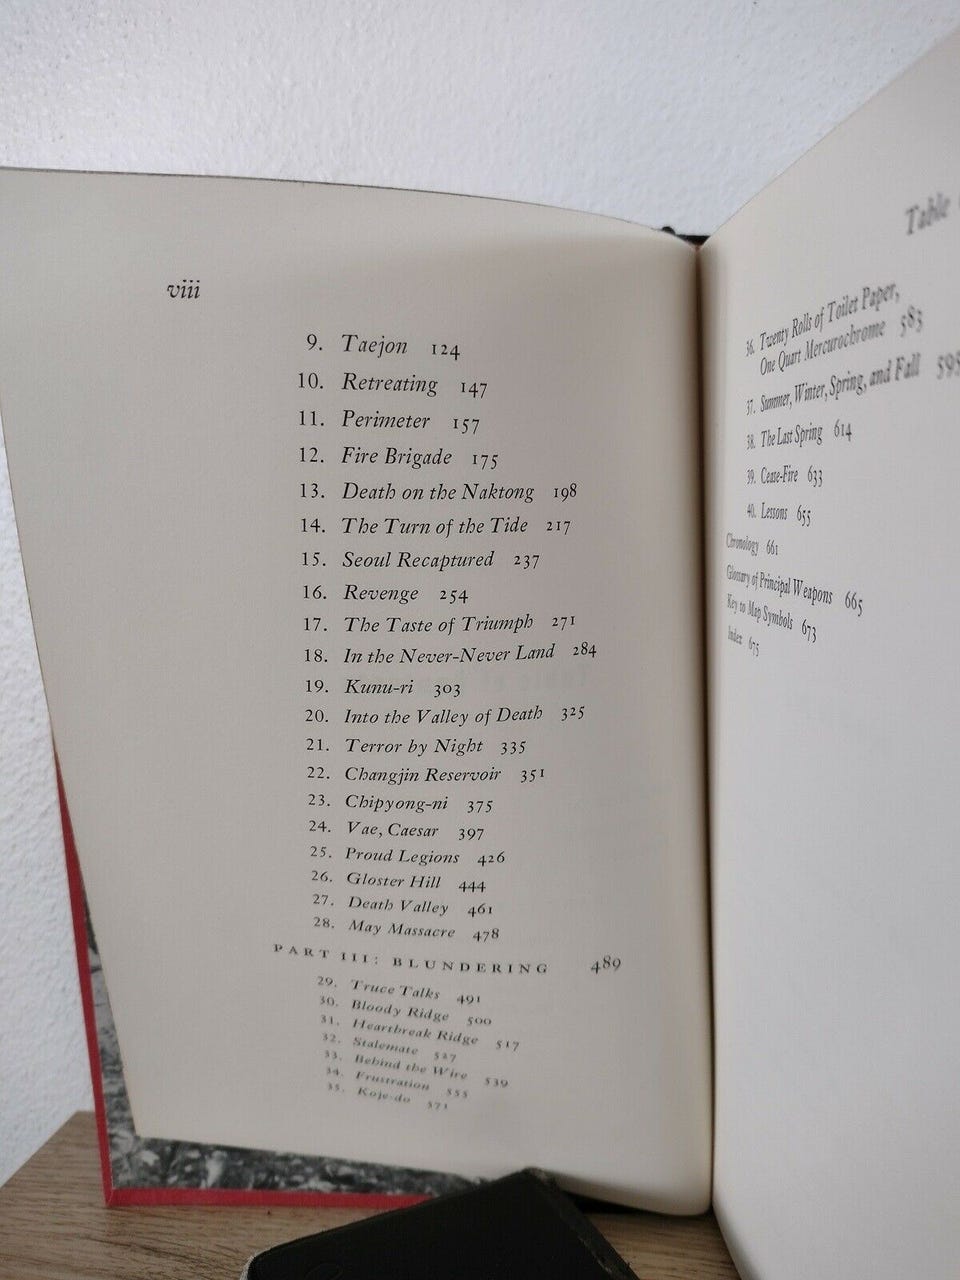 viii
9. Taejon 124
10. Retreating 147
11. Perimeter 157
12. Fire Brigade 175
13. Death on the Naktong 198
14. The Turn of the Tide 217
15. Seoul Recaptured 237
16. Revenge 254
17. The Taste of Triumph 271
18. In the Never-Never Land 284
19. Kunu-ri 303
20. Into the Valley of Death 325
21. Terror by Night 335
22. Changjin Reservoir 351
23. Chipyong-ni 375
24. Vae, Caesar 397
25. Proud Legions 426
26. Gloster Hill 444
27. Death Valley 461
28. May Massacre 478
PART III: BLUNDERING 489
29. Truce Talks 491
30. Bloody Ridge 500
31. Heartbreak Ridge 517
32. Stalemate 527
33. Behind the Wire 539
34. Frustration 555
35. Koje-do 571
Table
36. Twenty Rolls of Toilet Paper,
One Quart Mercurochrome 583
37. Summer, Winter, Spring, and Fall
38. The Last Spring 614
39. Cease-Fire 633
40. Lessons 655
Chronology 661
Glossary of Principal Weapons 665
Key to Map Symbols 673
Index 675